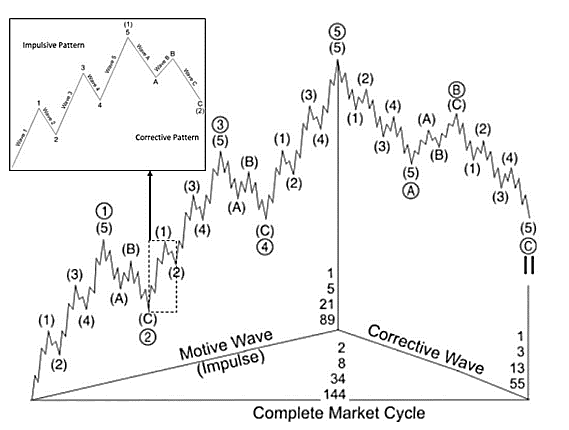 Impulsive Pattern
(1)
5
Wave 1
1
Wave 2
2
Wave 3
3
Wave 4
4
Wave 5
Wave A
A
Wave B
B
Wave C
C
(2)
Corrective Pattern
(1)
(2)
(3)
(4)
①
(5)
(A)
(B)
(C)
②
(1)
(2)
(3)
(4)
③
(5)
(A)
(B)
(C)
④
(1)
(2)
(3)
(4)
⑤
(5)
(1)
(2)
(3)
(4)
(5)
Ⓐ
(A)
(B)
Ⓑ
(C)
(1)
(2)
(3)
(4)
(5)
Ⓒ
1
5
21
89
Motive Wave
(Impulse)
Corrective Wave
2
8
34
144
1
3
13
55
Complete Market Cycle